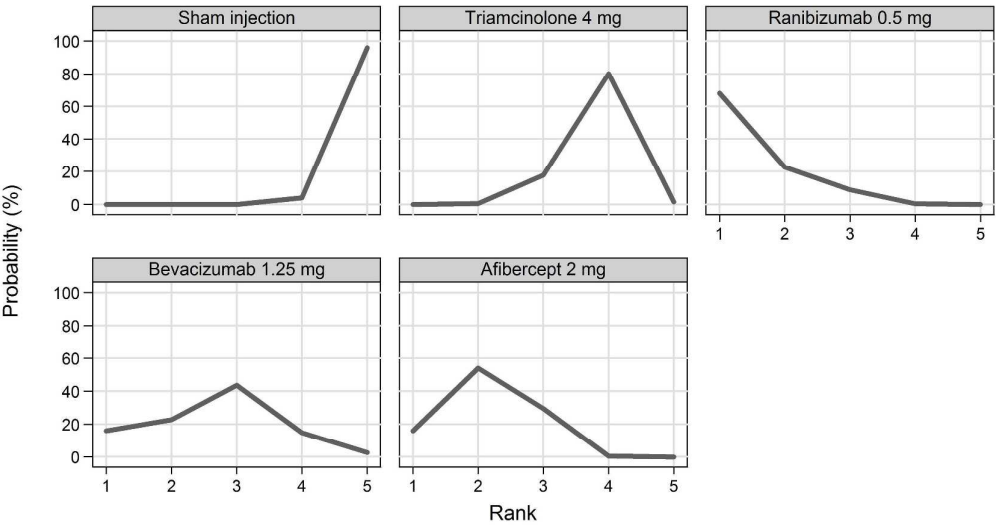 Sham injection
Triamcinolone 4 mg
Ranibizumab 0.5 mg
100
80
60
40
20
0
1 2 3 4 5
Bevacizumab 1.25 mg
Afibercept 2 mg
100
80
60
40
20
0
1 2 3 4 5
1 2 3 4 5
Probability (%)
Rank